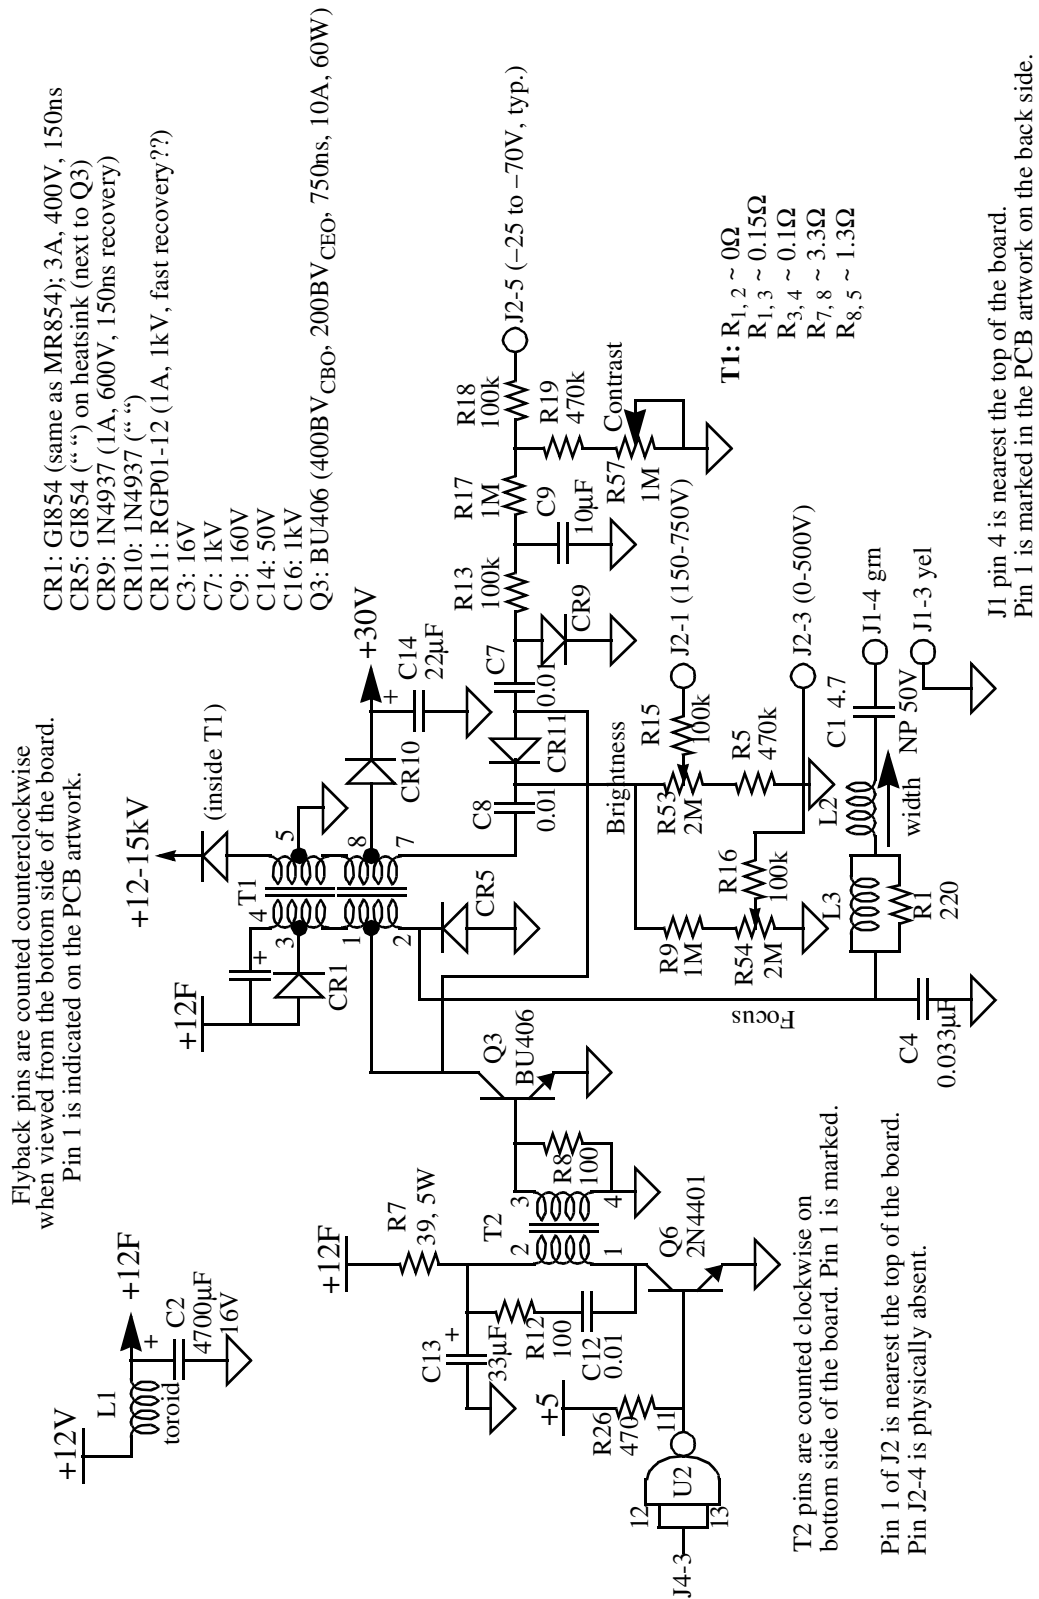 Flyback pins are counted counterclockwise
when viewed from the bottom side of the board.
Pin 1 is indicated on the PCB artwork.
CR1: GI854 (same as MR854); 3A, 400V, 150ns
CR5: GI854 (“ “) on heatsink (next to Q3)
CR9: 1N4937 (1A, 600V, 150ns recovery)
CR10: 1N4937 (“ “)
CR11: RGP01-12 (1A, 1kV, fast recovery??)
C3: 16V
C7: 1kV
C9: 160V
C14: 50V
C16: 1kV
Q3: BU406 (400BVCBO, 200BVCEO, 750ns, 10A, 60W)
+12V
L1
toroid
+12F
+
C2
4700µF
16V
+12F
+
4
T1
5
3
CR1
1
8
2
7
+12-15kV
(inside T1)
CR5
CR10
+30V
+
C14
22µF
+12F
R7
39, 5W
C13
+
33µF
R12
100
C12
0.01
T2
2
3
1
4
R8
100
Q3
BU406
Q6
2N4401
+5
R26
470
J4-3
12
13
U2
11
C8
0.01
CR11
C7
0.01
CR9
R13
100k
C9
10µF
R17
1M
R18
100k
R19
470k
R57
1M
Contrast
J2-5 (−25 to −70V, typ.)
Brightness
R53
2M
R15
100k
J2-1 (150-750V)
R5
470k
R9
1M
R54
2M
R16
100k
J2-3 (0-500V)
Focus
C4
0.033µF
L3
R1
220
L2
width
C1 4.7
NP 50V
J1-4 grn
J1-3 yel
T1: R1, 2 ~ 0Ω
R1, 3 ~ 0.15Ω
R3, 4 ~ 0.1Ω
R7, 8 ~ 3.3Ω
R8, 5 ~ 1.3Ω
T2 pins are counted clockwise on
bottom side of the board. Pin 1 is marked.
Pin 1 of J2 is nearest the top of the board.
Pin J2-4 is physically absent.
J1 pin 4 is nearest the top of the board.
Pin 1 is marked in the PCB artwork on the back side.